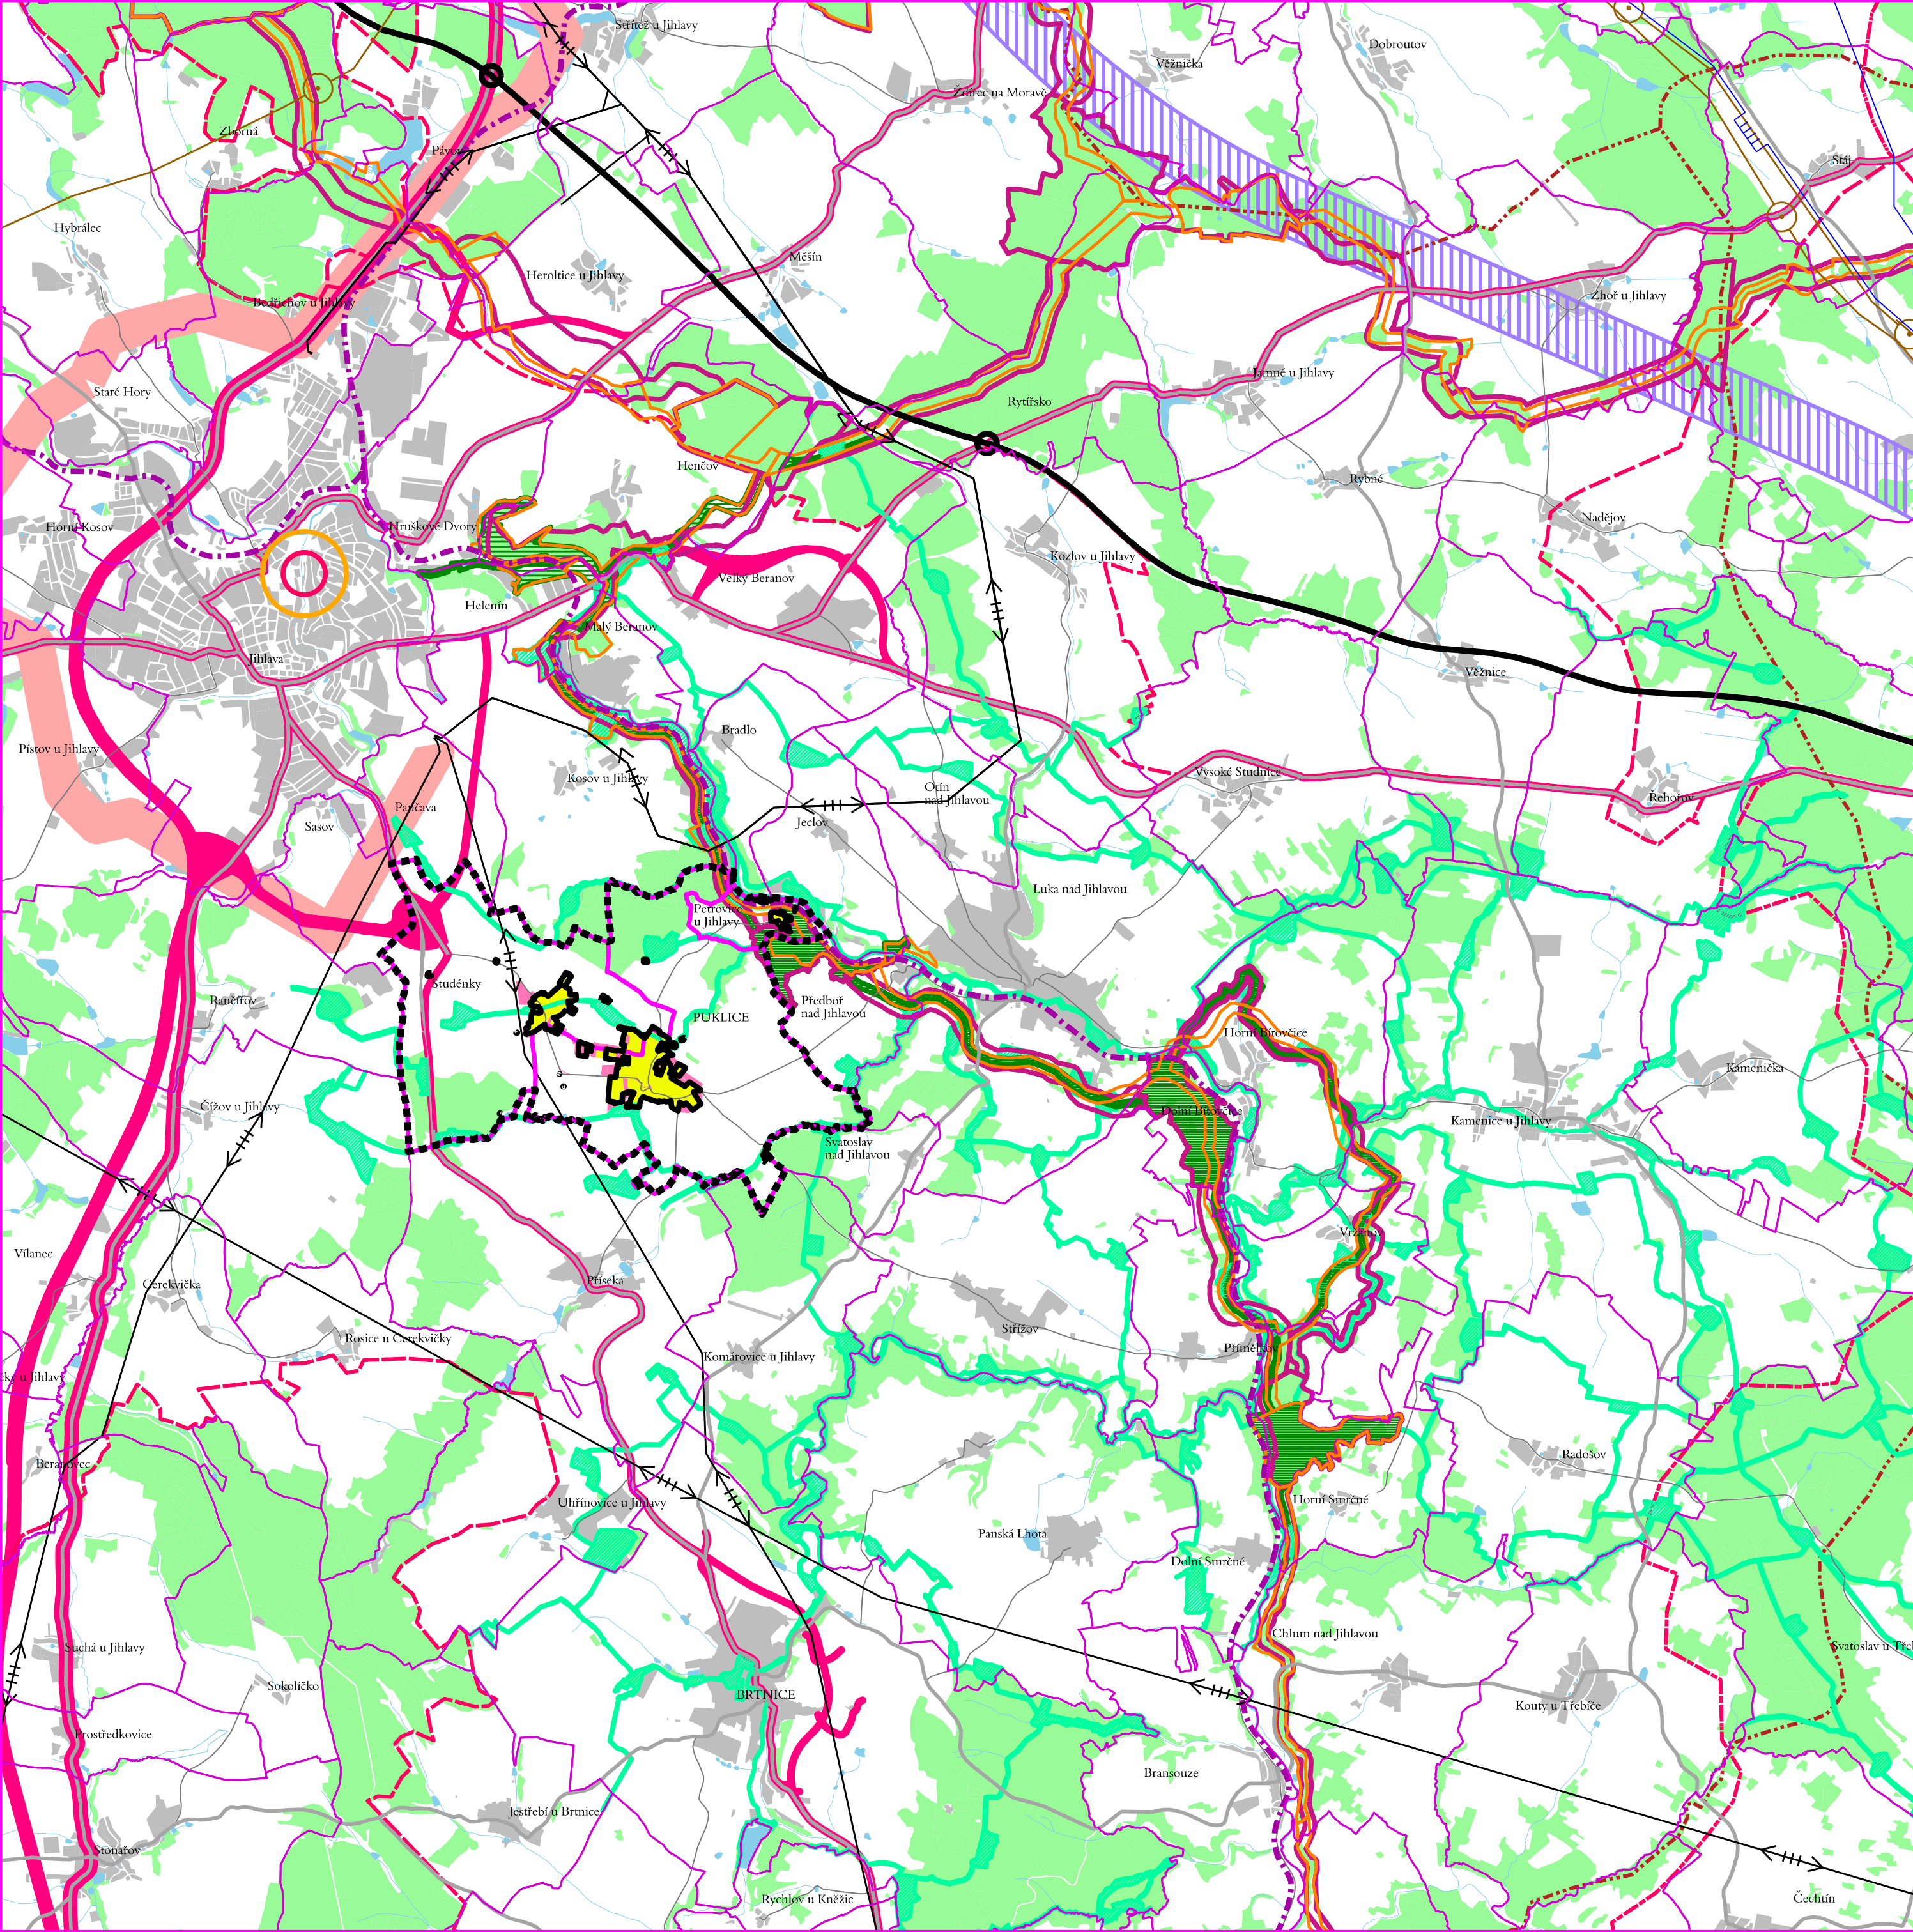 Střítež u Jihlavy
Dobroutov
Věžnička
Ždírec na Moravě
Zborná
Pávov
Štáj
Hybrálec
Měšín
Heroltice u Jihlavy
Bedřichov u Jihlavy
Zhoř u Jihlavy
Staré Hory
Jamné u Jihlavy
Rytířsko
Henčov
Rybné
Horní Kosov
Hruškové Dvory
Nadějov
Kozlov u Jihlavy
Velký Beranov
Helenín
Malý Beranov
Jihlava
Věžnice
Bradlo
Pístov u Jihlavy
Kosov u Jihlavy
Vysoké Studnice
Otín
nad Jihlavou
Řehořov
Pančava
Sasov
Jeclov
Luka nad Jihlavou
Petrovice
u Jihlavy
Studénky
Rančířov
Předboř
nad Jihlavou
PUKLICE
Horní Bítovčice
Kamenička
Čížov u Jihlavy
Dolní Bítovčice
Kamenice u Jihlavy
Svatoslav
nad Jihlavou
Vržanov
Vílanec
Cerekvička
Příseka
Střížov
Rosice u Cerekvičky
Přímělkov
Komárovice u Jihlavy
čky u Jihlavy
Beranovec
Radošov
Uhřínovice u Jihlavy
Horní Smrčné
Panská Lhota
Dolní Smrčné
Chlum nad Jihlavou
Suchá u Jihlavy
Svatoslav u Třeb
Sokolíčko
BRTNICE
Kouty u Třebíče
Prostředkovice
Bransouze
Jestřebí u Brtnice
Stonařov
Rychlov u Kněžic
Čechtín